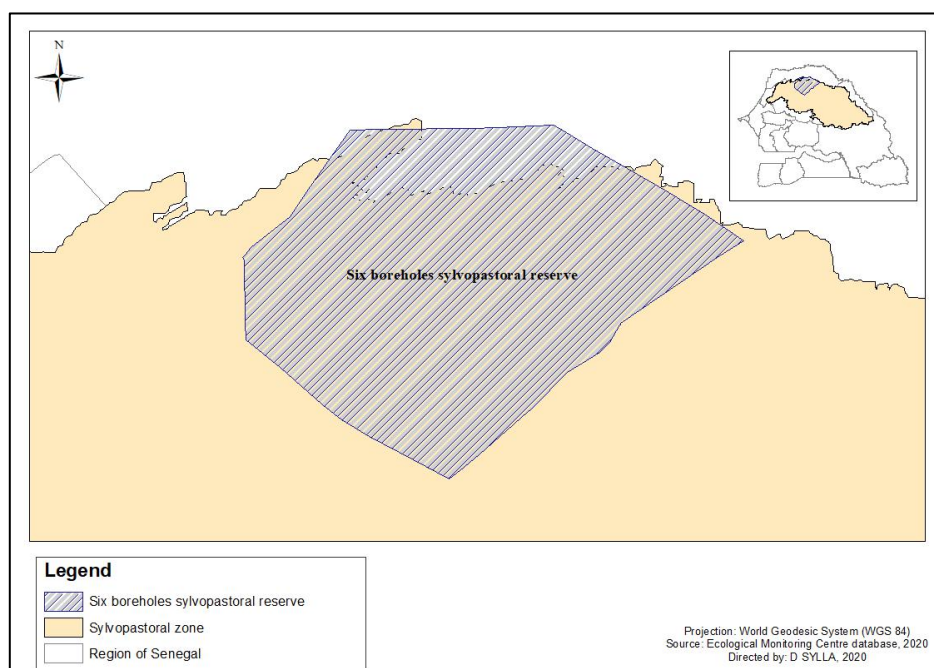 N
Six boreholes sylvopastoral reserve
Legend
Six boreholes sylvopastoral reserve
Sylvopastoral zone
Region of Senegal
Projection: World Geodesic System (WGS 84)
Source: Ecological Monitoring Centre database, 2020
Directed by: D SYLLA, 2020